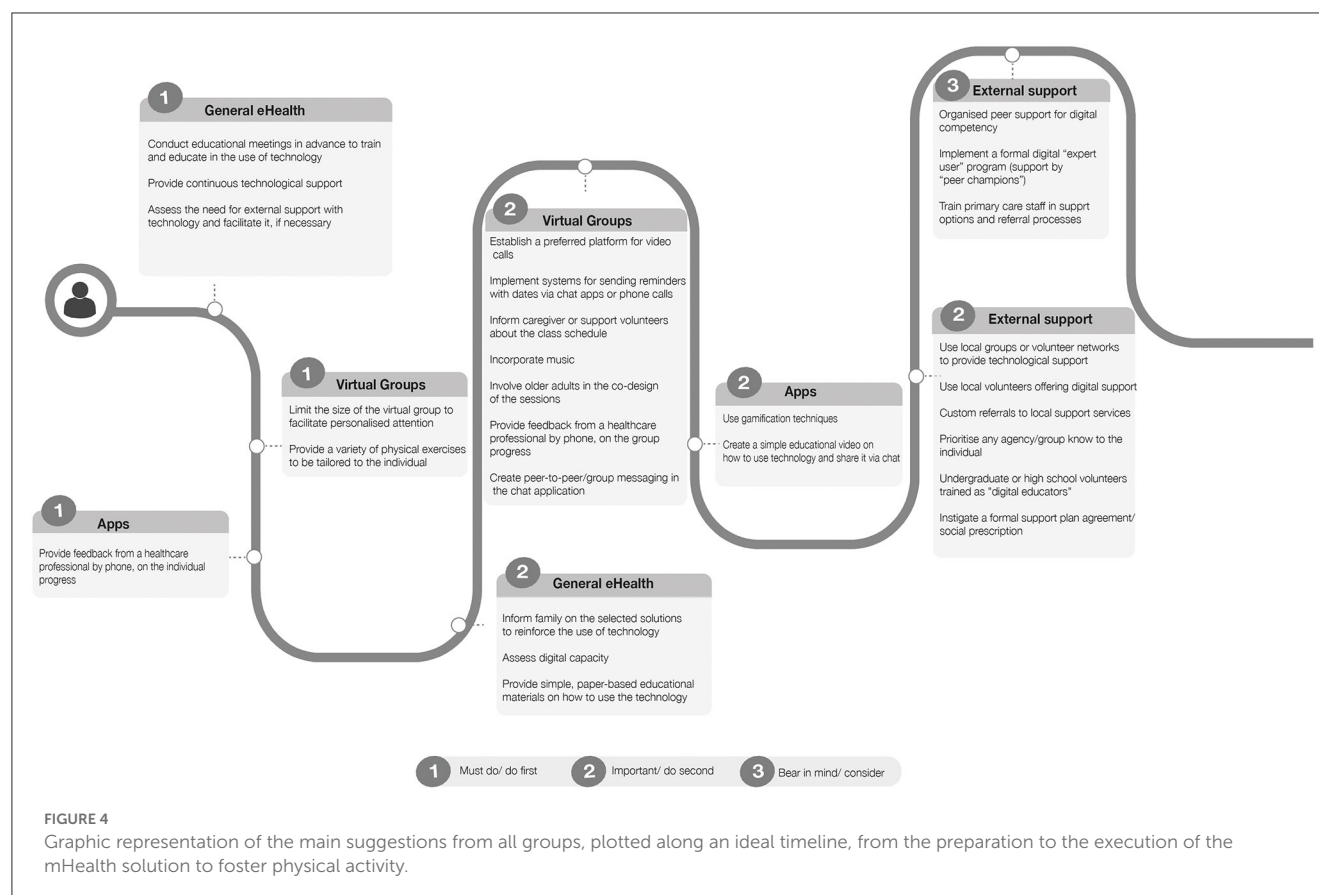 1
General eHealth
Conduct educational meetings in advance to train
and educate in the use of technology
Provide continuous technological support
Assess the need for external support with
technology and facilitate it, if necessary
1
Virtual Groups
Limit the size of the virtual group to
facilitate personalised attention
Provide a variety of physical exercises
to be tailored to the individual
1
Apps
Provide feedback from a healthcare
professional by phone, on the individual
progress
2
General eHealth
Inform family on the selected solutions
to reinforce the use of technology
Assess digital capacity
Provide simple, paper-based educational
materials on how to use the technology
2
Virtual Groups
Establish a preferred platform for video
calls
Implement systems for sending reminders
with dates via chat apps or phone calls
Inform caregiver or support volunteers
about the class schedule
Incorporate music
Involve older adults in the co-design
of the sessions
Provide feedback from a healthcare
professional by phone, on the group
progress
Create peer-to-peer/group messaging in
the chat application
2
Apps
Use gamification techniques
Create a simple educational video on
how to use technology and share it via chat
2
External support
Use local groups or volunteer networks
to provide technological support
Use local volunteers offering digital support
Custom referrals to local support services
Prioritise any agency/group know to the
individual
Undergraduate or high school volunteers
trained as "digital educators"
Instigate a formal support plan agreement/
social prescription
3
External support
Organised peer support for digital
competency
Implement a formal digital “expert
user” program (support by
“peer champions”)
Train primary care staff in supprt
options and referral processes
1 Must do/ do first 2 Important/ do second 3 Bear in mind/ consider
FIGURE 4
Graphic representation of the main suggestions from all groups, plotted along an ideal timeline, from the preparation to the execution of the
mHealth solution to foster physical activity.